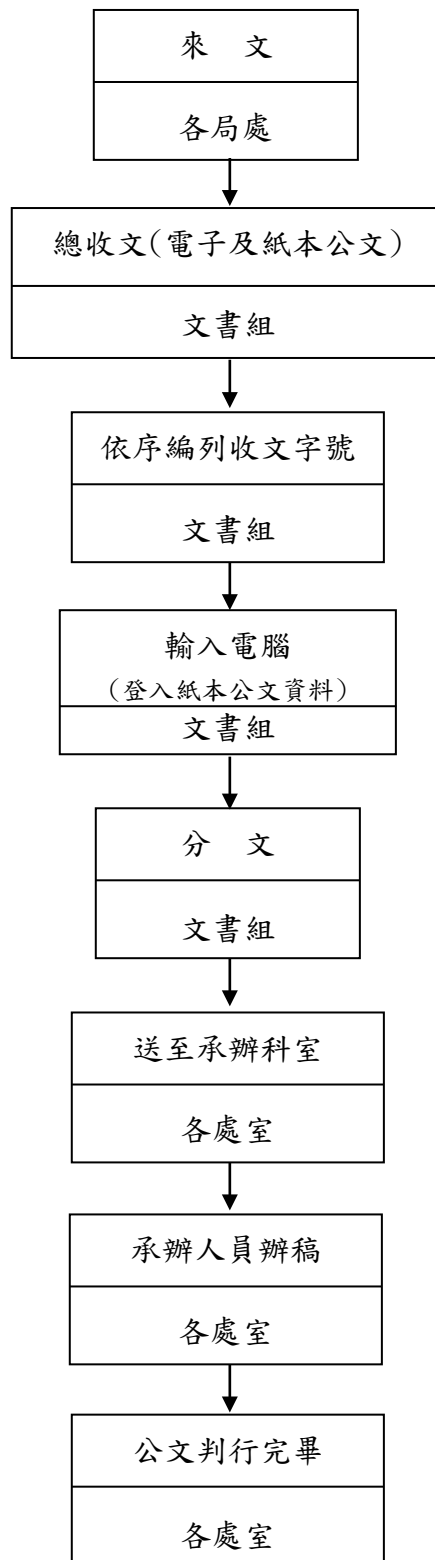 來　文
各局處
總收文(電子及紙本公文)
文書組
依序編列收文字號
文書組
輸入電腦
(登入紙本公文資料)
文書組
分　文
文書組
送至承辦科室
各處室
承辦人員辦稿
各處室
公文判行完畢
各處室